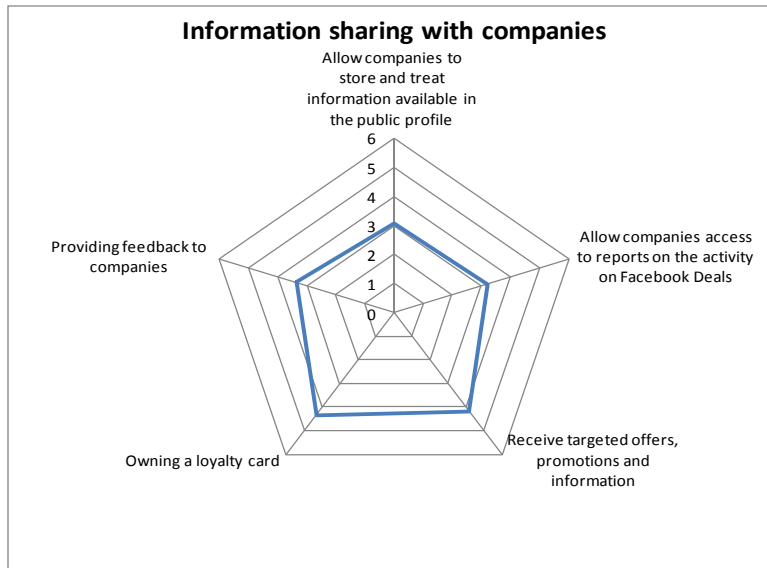 Information sharing with companies
Allow companies to
store and treat
information available in
the public profile
6
5
4
3
2
1
0
Allow companies access
to reports on the activity
on Facebook Deals
Receive targeted offers,
promotions and
information
Owning a loyalty card
Providing feedback to
companies